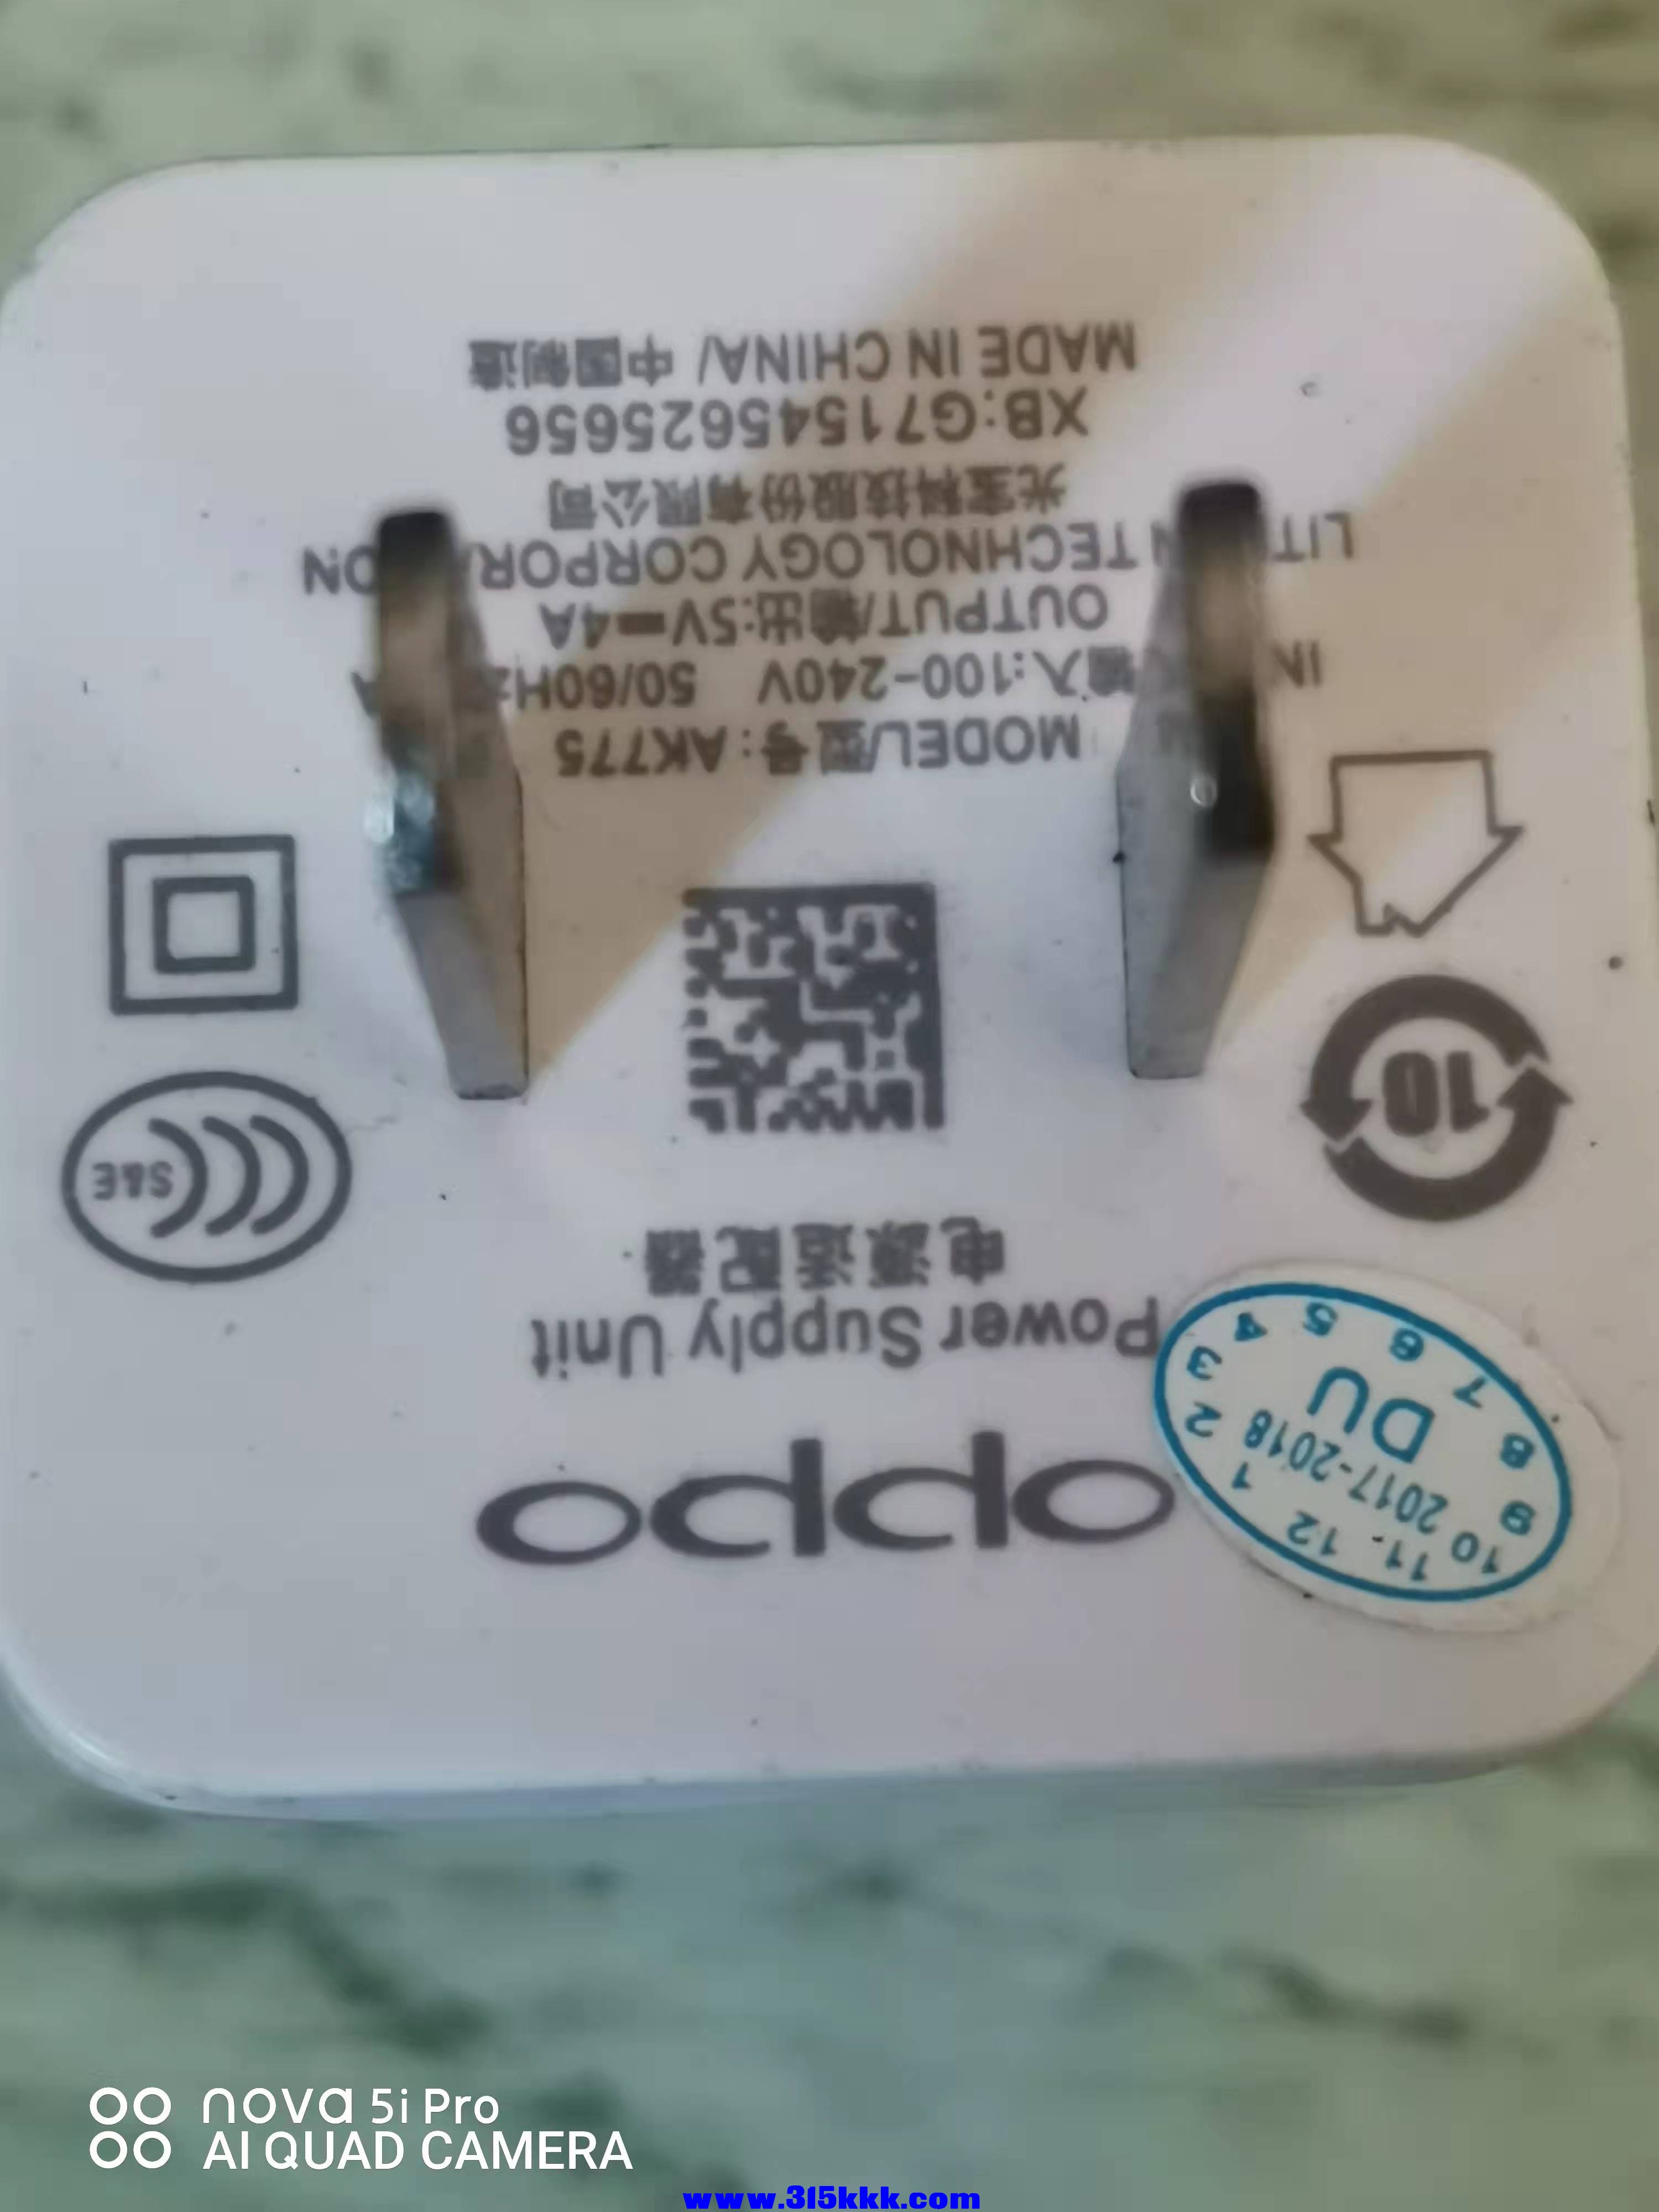 oppo
Power Supply Unit
电源适配器
S&E
10
MODEL/型号: AK775
输入:100-240V 50/60Hz
OUTPUT/输出:5V⎓4A
TECHNOLOGY CORPOR
光宝科技股份有限公司
XB:G71545625656
MADE IN CHINA/ 中国制造
1 2 3 4 5 6 7 8 9 10 11 12
DU
2017-2018
nova 5i Pro
AI QUAD CAMERA
www.315kkk.com